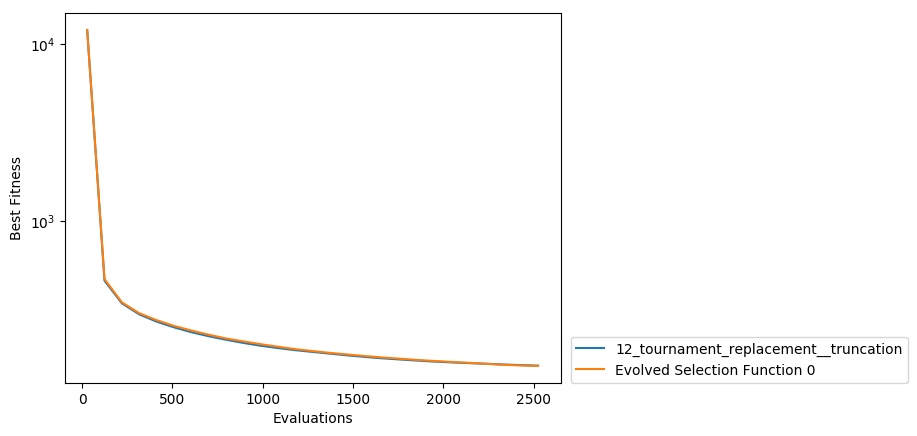 10^4
10^3
Best Fitness
0
500
1000
1500
2000
2500
Evaluations
12_tournament_replacement__truncation
Evolved Selection Function 0